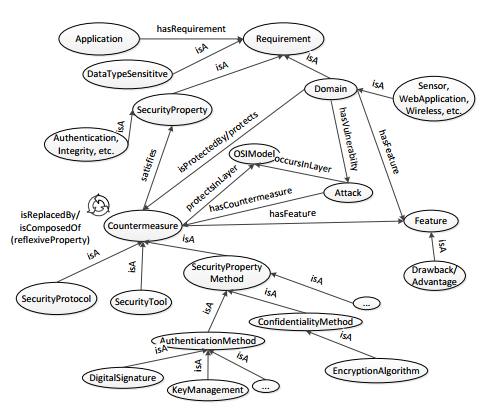 hasRequirement
Application
Requirement
isA
isA
isA
DataTypeSensititve
isA
Domain
Sensor,
WebApplication,
Wireless, etc.
SecurityProperty
isA
Authentication,
Integrity, etc.
isProtectedBy/protects
hasVulnerabilty
hasFeature
satisfies
OSIModel
occursInLayer
protectsInLayer
Attack
hasCountermeasure
isReplacedBy/
isComposedOf
(reflexiveProperty)
Countermeasure
hasFeature
Feature
isA
isA
isA
isA
SecurityProperty
Method
Drawback/
Advantage
SecurityProtocol
SecurityTool
isA
isA
isA
...
ConfidentialityMethod
AuthenticationMethod
isA
isA
isA
isA
DigitalSignature
KeyManagement
...
EncryptionAlgorithm